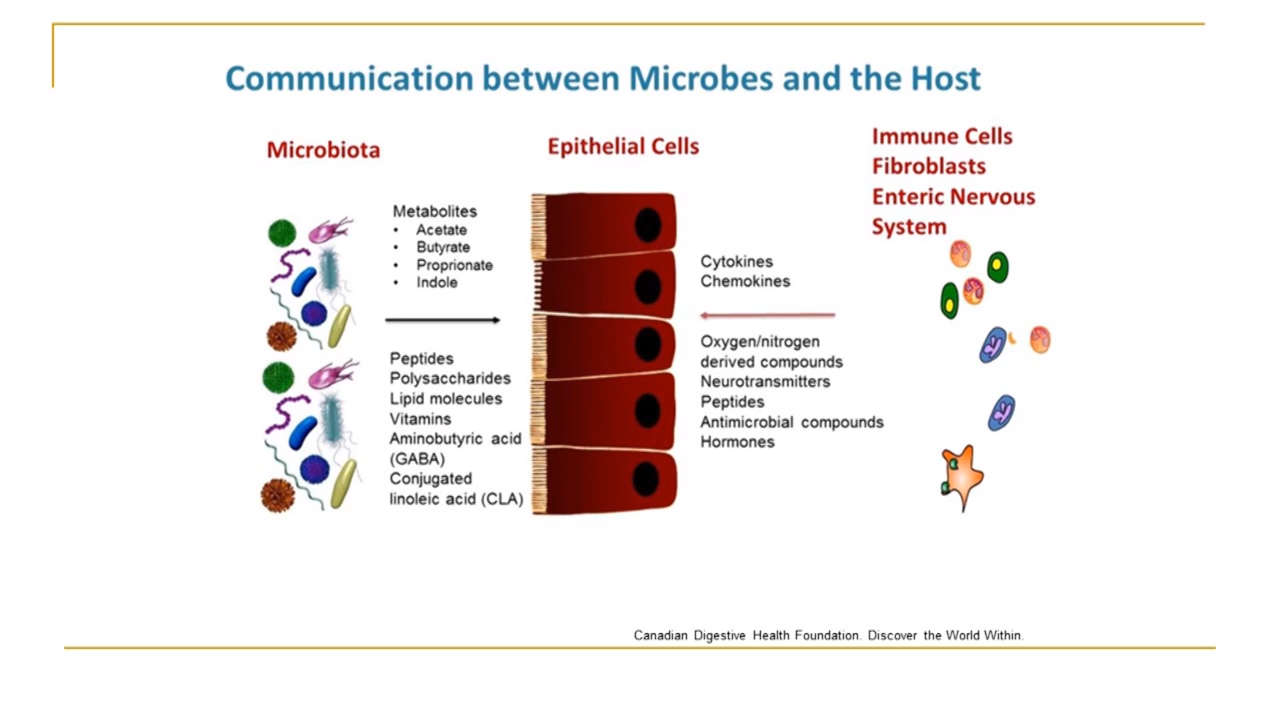 Communication between Microbes and the Host
Microbiota
Metabolites
• Acetate
• Butyrate
• Proprionate
• Indole
Peptides
Polysaccharides
Lipid molecules
Vitamins
Aminobutyric acid
(GABA)
Conjugated
linoleic acid (CLA)
Epithelial Cells
Cytokines
Chemokines
Oxygen/nitrogen
derived compounds
Neurotransmitters
Peptides
Antimicrobial compounds
Hormones
Immune Cells
Fibroblasts
Enteric Nervous
System
Canadian Digestive Health Foundation. Discover the World Within.